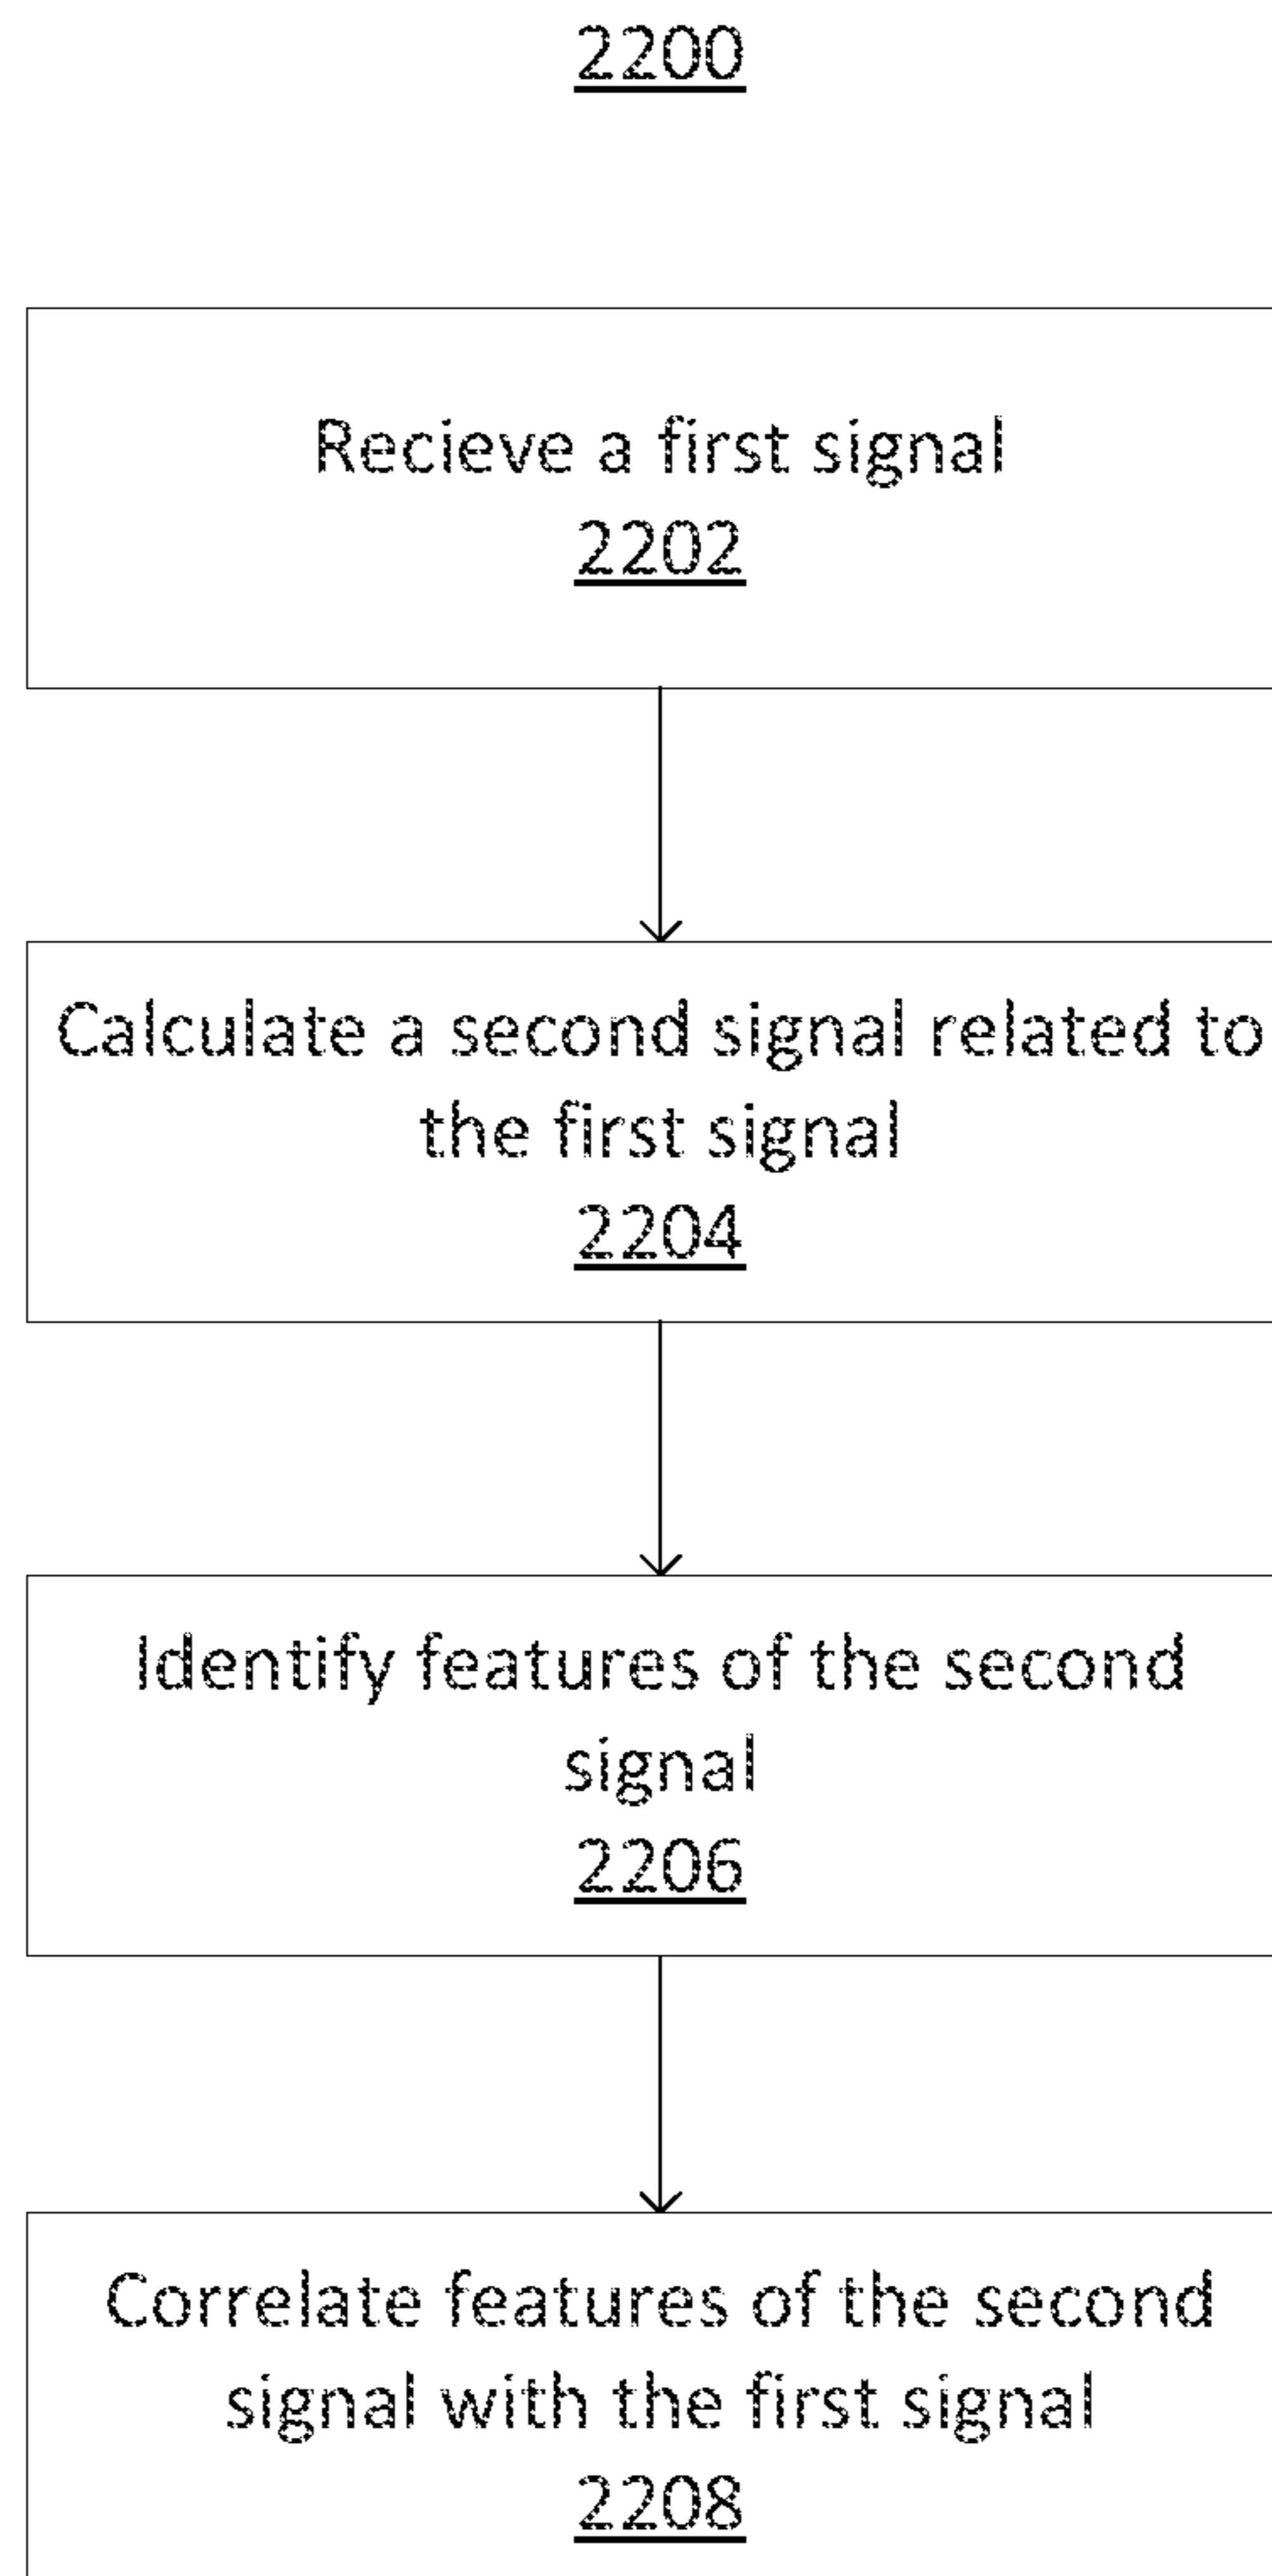 2200
Recieve a first signal
2202
Calculate a second signal related to
the first signal
2204
Identify features of the second
signal
2206
Correlate features of the second
signal with the first signal
2208